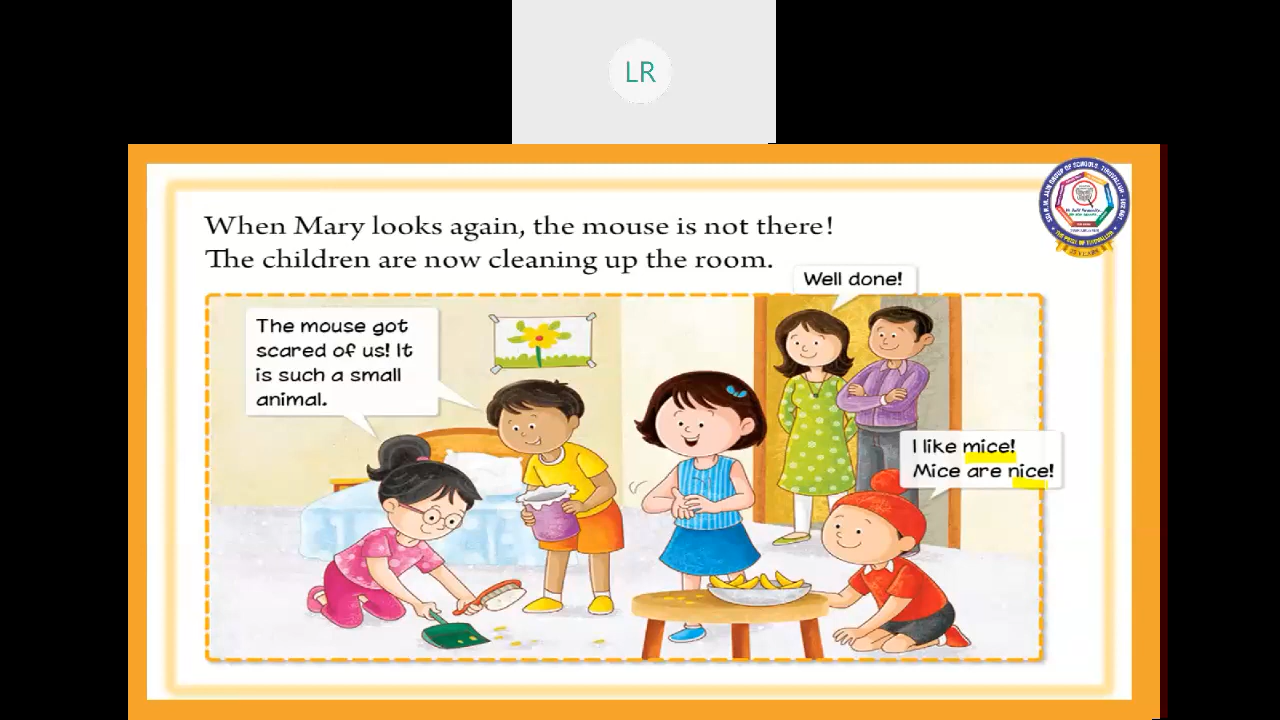 LR
When Mary looks again, the mouse is not there!
The children are now cleaning up the room.
Well done!
The mouse got
scared of us! It
is such a small
animal.
I like mice!
Mice are nice!